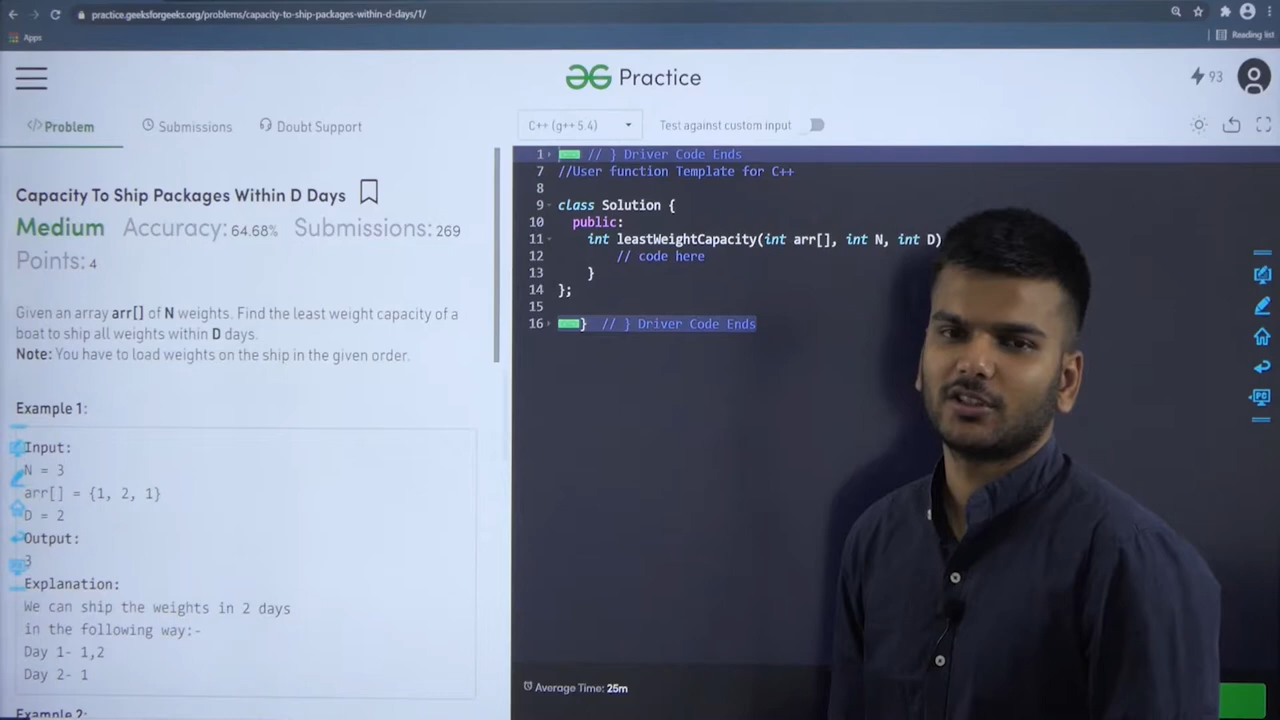 practice.geeksforgeeks.org/problems/capacity-to-ship-packages-within-d-days/1/
Apps
Reading list
Practice
93
</>Problem
Submissions
Doubt Support
C++ (g++ 5.4)
Test against custom input
Capacity To Ship Packages Within D Days
Medium Accuracy: 64.68% Submissions: 269
Points: 4
Given an array arr[] of N weights. Find the least weight capacity of a
boat to ship all weights within D days.
Note: You have to load weights on the ship in the given order.
Example 1:
Input:
N = 3
arr[] = {1, 2, 1}
D = 2
Output:
3
Explanation:
We can ship the weights in 2 days
in the following way:-
Day 1- 1,2
Day 2- 1
Example 2:
1 // } Driver Code Ends
7 //User function Template for C++
8
9 class Solution {
10 public:
11 int leastWeightCapacity(int arr[], int N, int D)
12 // code here
13 }
14 };
15
16 } // } Driver Code Ends
Average Time: 25m
PC